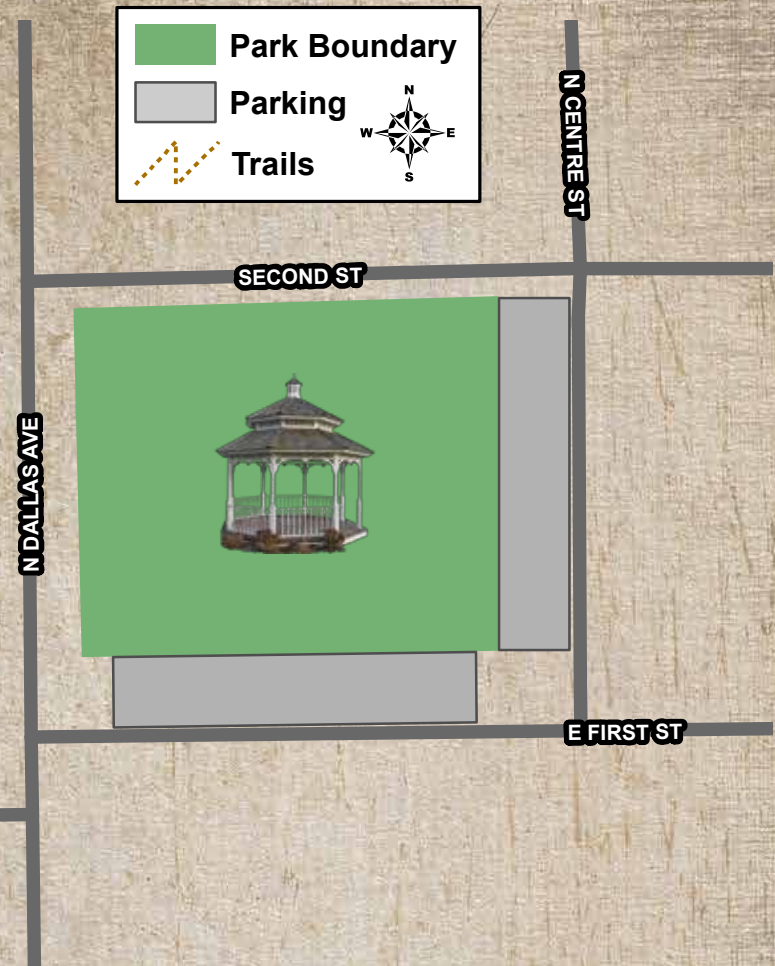 Park Boundary
Parking
Trails
N
W
E
S
N CENTRE ST
SECOND ST
N DALLAS AVE
E FIRST ST